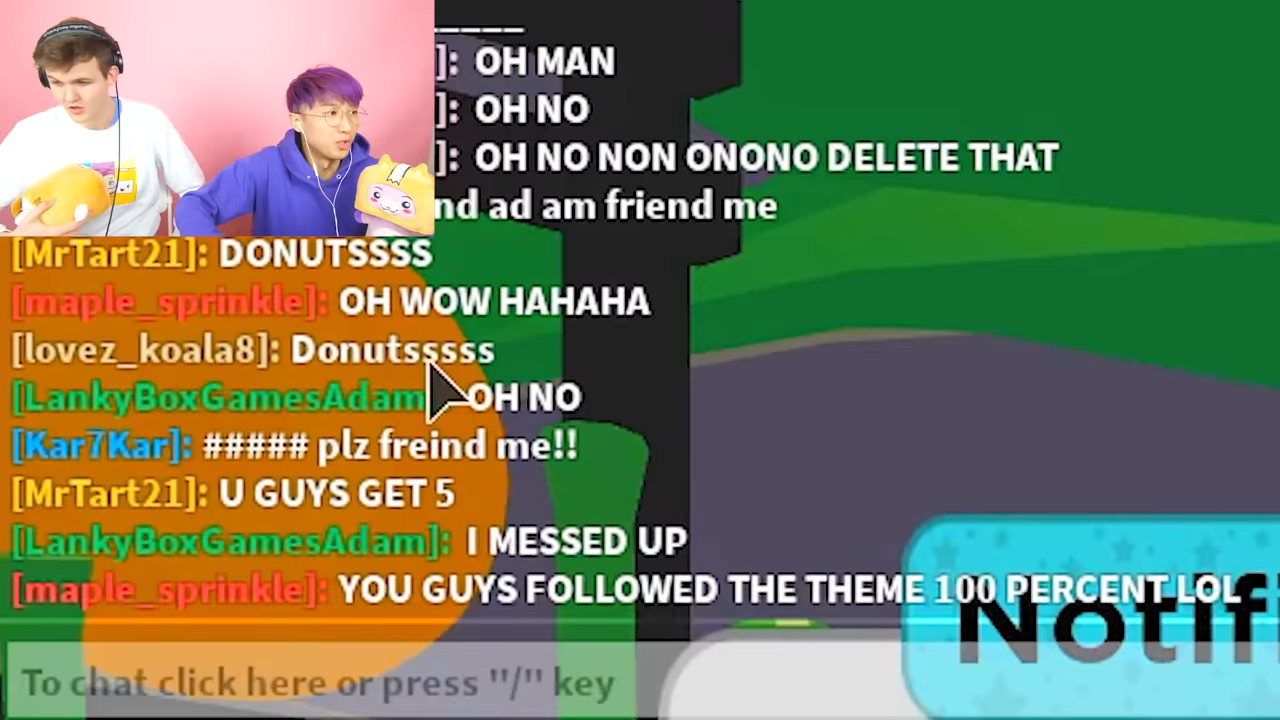 ]: OH MAN
]: OH NO
]: OH NO NON ONONO DELETE THAT
nd ad am friend me
[MrTart21]: DONUTSSSS
[maple_sprinkle]: OH WOW HAHAHA
[lovez_koala8]: Donutsssss
[LankyBoxGamesAdam OH NO
[Kar7Kar]: ##### plz freind me!!
[MrTart21]: U GUYS GET 5
[LankyBoxGamesAdam]: I MESSED UP
[maple_sprinkle]: YOU GUYS FOLLOWED THE THEME 100 PERCENT LOL
Notif
To chat click here or press "/" key